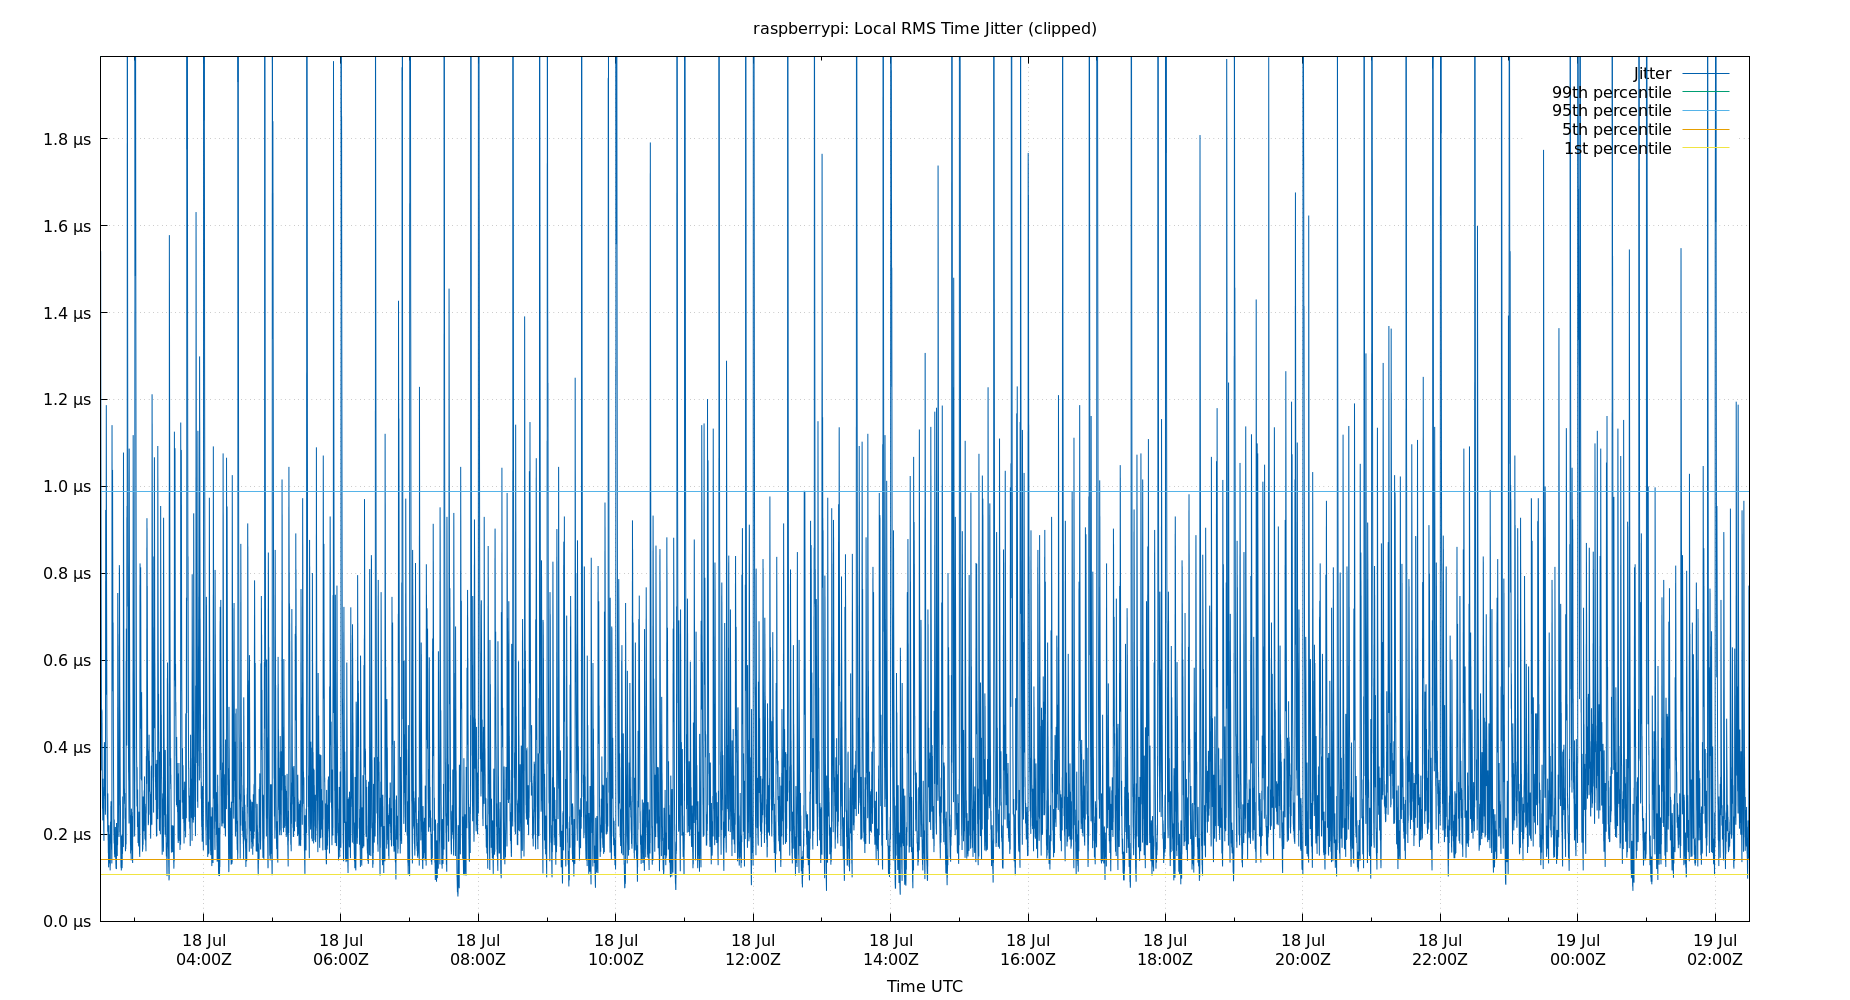 raspberrypi: Local RMS Time Jitter (clipped)
Jitter
99th percentile
95th percentile
5th percentile
1st percentile
1.8 μs
1.6 μs
1.4 μs
1.2 μs
1.0 μs
0.8 μs
0.6 μs
0.4 μs
0.2 μs
0.0 μs
18 Jul 18 Jul 18 Jul 18 Jul 18 Jul 18 Jul 18 Jul 18 Jul 18 Jul 18 Jul 19 Jul 19 Jul
04:00Z 06:00Z 08:00Z 10:00Z 12:00Z 14:00Z 16:00Z 18:00Z 20:00Z 22:00Z 00:00Z 02:00Z
Time UTC